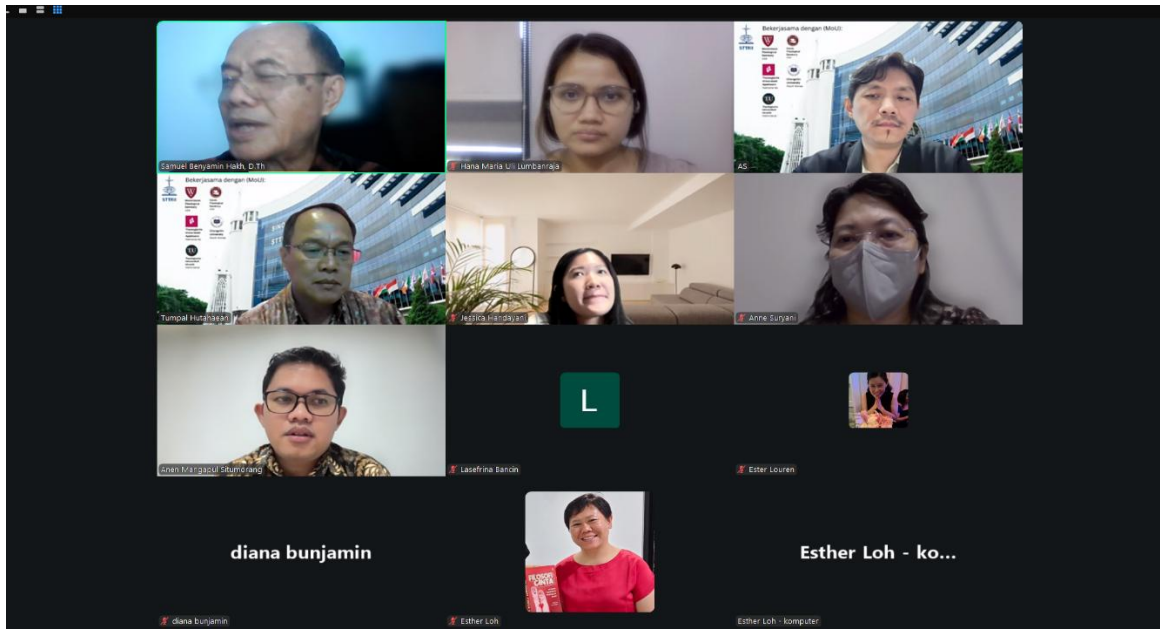 Samuel Benyamin Hakh, D.Th
Hana Maria Uli Lumbanraja
Bekerjasama dengan (MoU):
AS
Bekerjasama dengan (MoU):
Tumpal Hutahaean
Jessica Handayani
Anne Suryani
Anen Mangapul Situmorang
L
Lasefrina Bancin
Ester Louren
diana bunjamin
diana bunjamin
FILOSOFI
CINTA
Esther Loh
Esther Loh - ko...
Esther Loh - komputer